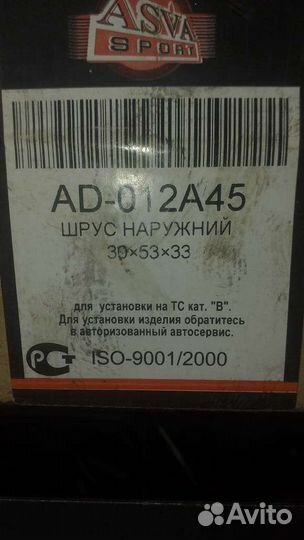 ASVA
SPORT
AD-012A45
ШРУС НАРУЖНИЙ
30×53×33
для установки на ТС кат. "В".
Для установки изделия обратитесь
в авторизованный автосервис.
РСТ ISO-9001/2000
Avito